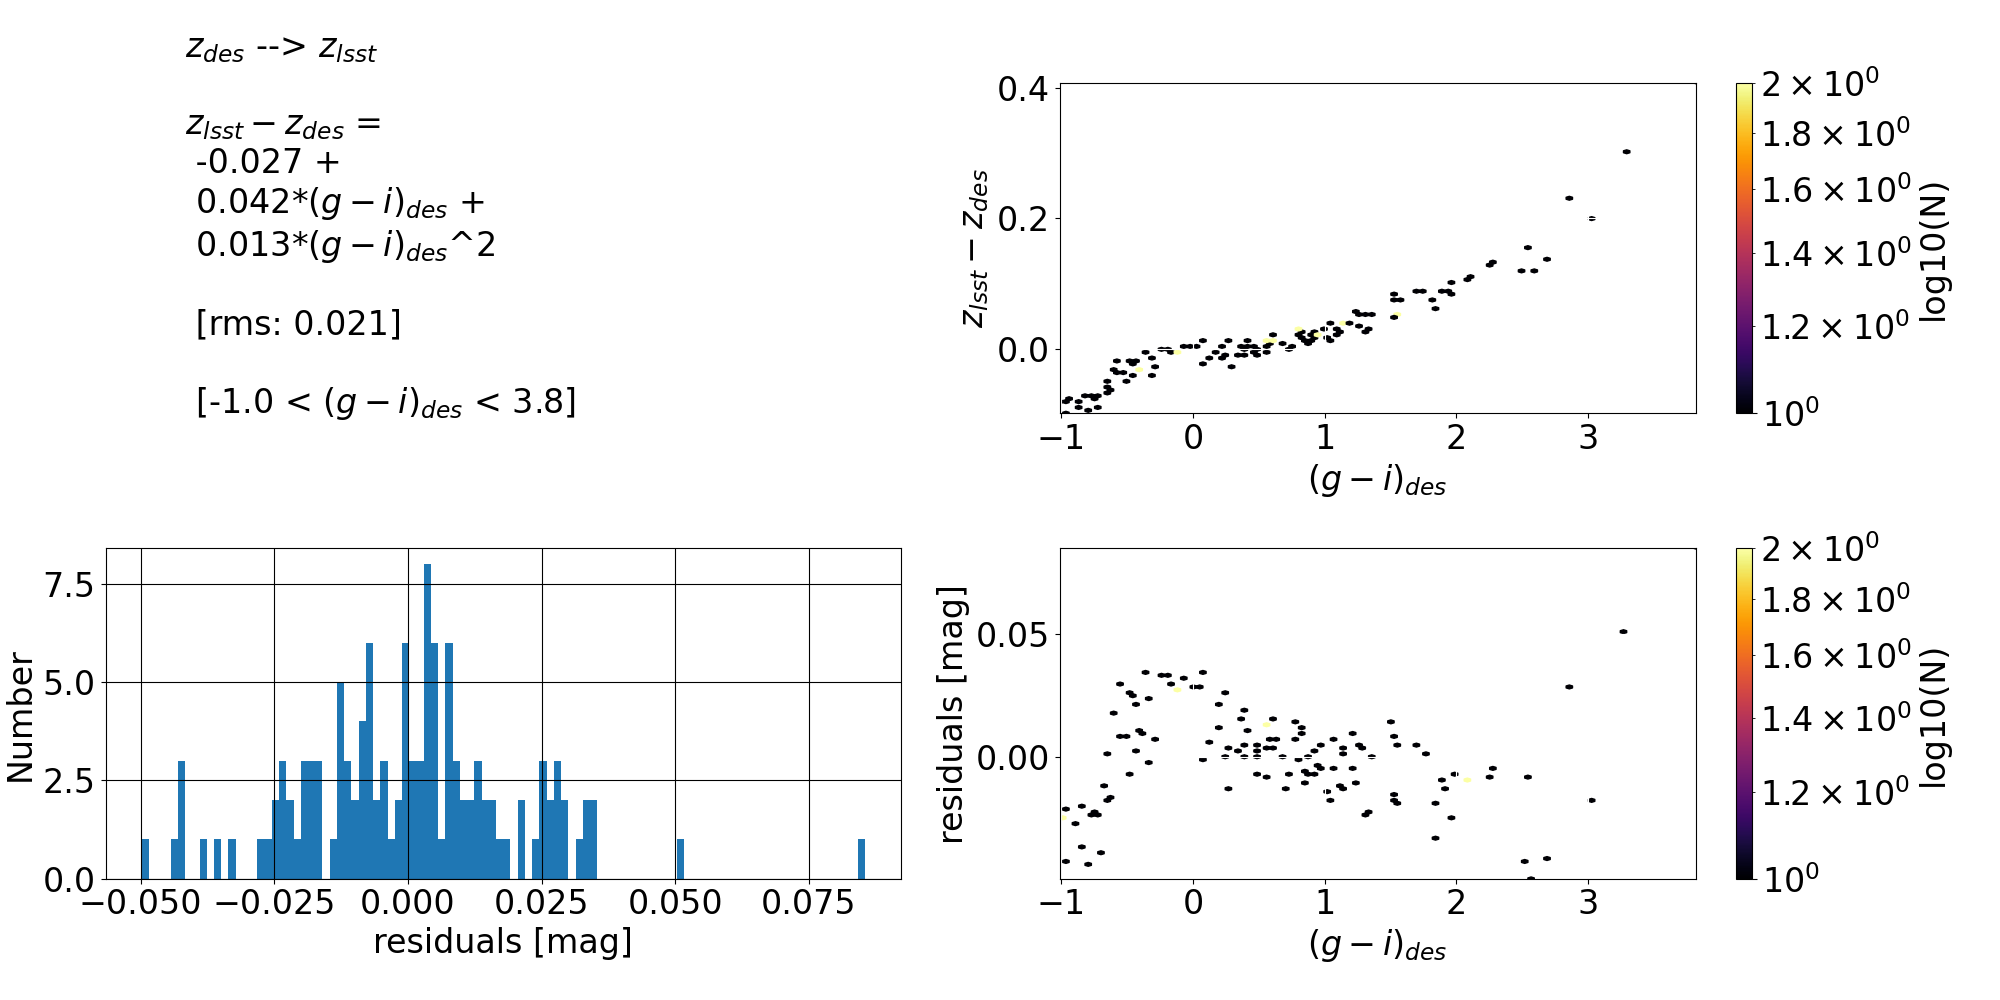 z_des --> z_lsst
z_lsst − z_des =
-0.027 +
0.042*(g − i)_des +
0.013*(g − i)_des^2
[rms: 0.021]
[-1.0 < (g − i)_des < 3.8]
0.4
0.2
0.0
z_lsst − z_des
−1 0 1 2 3
(g − i)_des
2 × 10^0
1.8 × 10^0
1.6 × 10^0
1.4 × 10^0
1.2 × 10^0
10^0
log10(N)
7.5
5.0
2.5
0.0
Number
−0.050 −0.025 0.000 0.025 0.050 0.075
residuals [mag]
0.05
0.00
residuals [mag]
−1 0 1 2 3
(g − i)_des
2 × 10^0
1.8 × 10^0
1.6 × 10^0
1.4 × 10^0
1.2 × 10^0
10^0
log10(N)